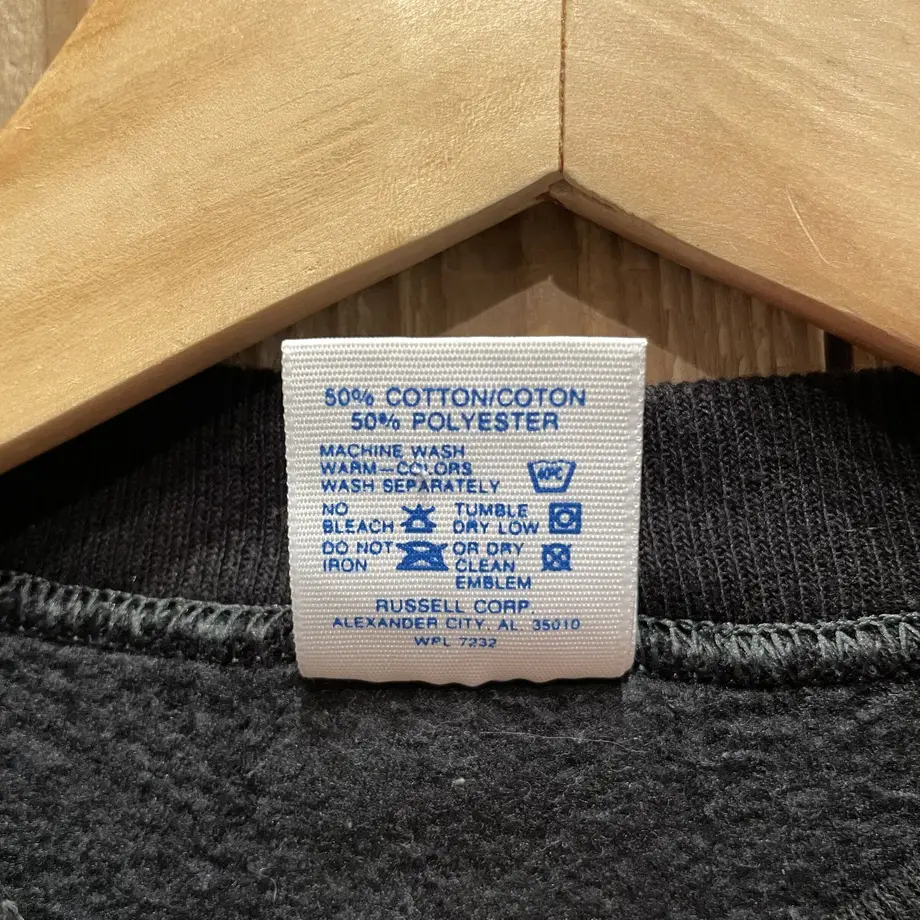 50% COTTON/COTON
50% POLYESTER
MACHINE WASH
WARM—COLORS
WASH SEPARATELY
40°C
NO
BLEACH
TUMBLE
DRY LOW
DO NOT
IRON
OR DRY
CLEAN
EMBLEM
RUSSELL CORP.
ALEXANDER CITY, AL 35010
WPL 7232